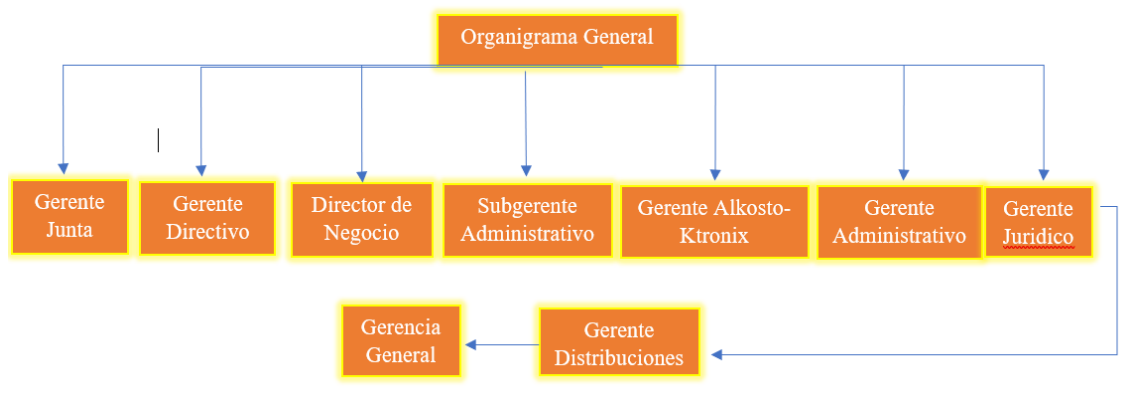 Organigrama General
Gerente
Junta
Gerente
Directivo
Director de
Negocio
Subgerente
Administrativo
Gerente Alkosto-
Ktronix
Gerente
Administrativo
Gerente
Juridico
Gerencia
General
Gerente
Distribuciones